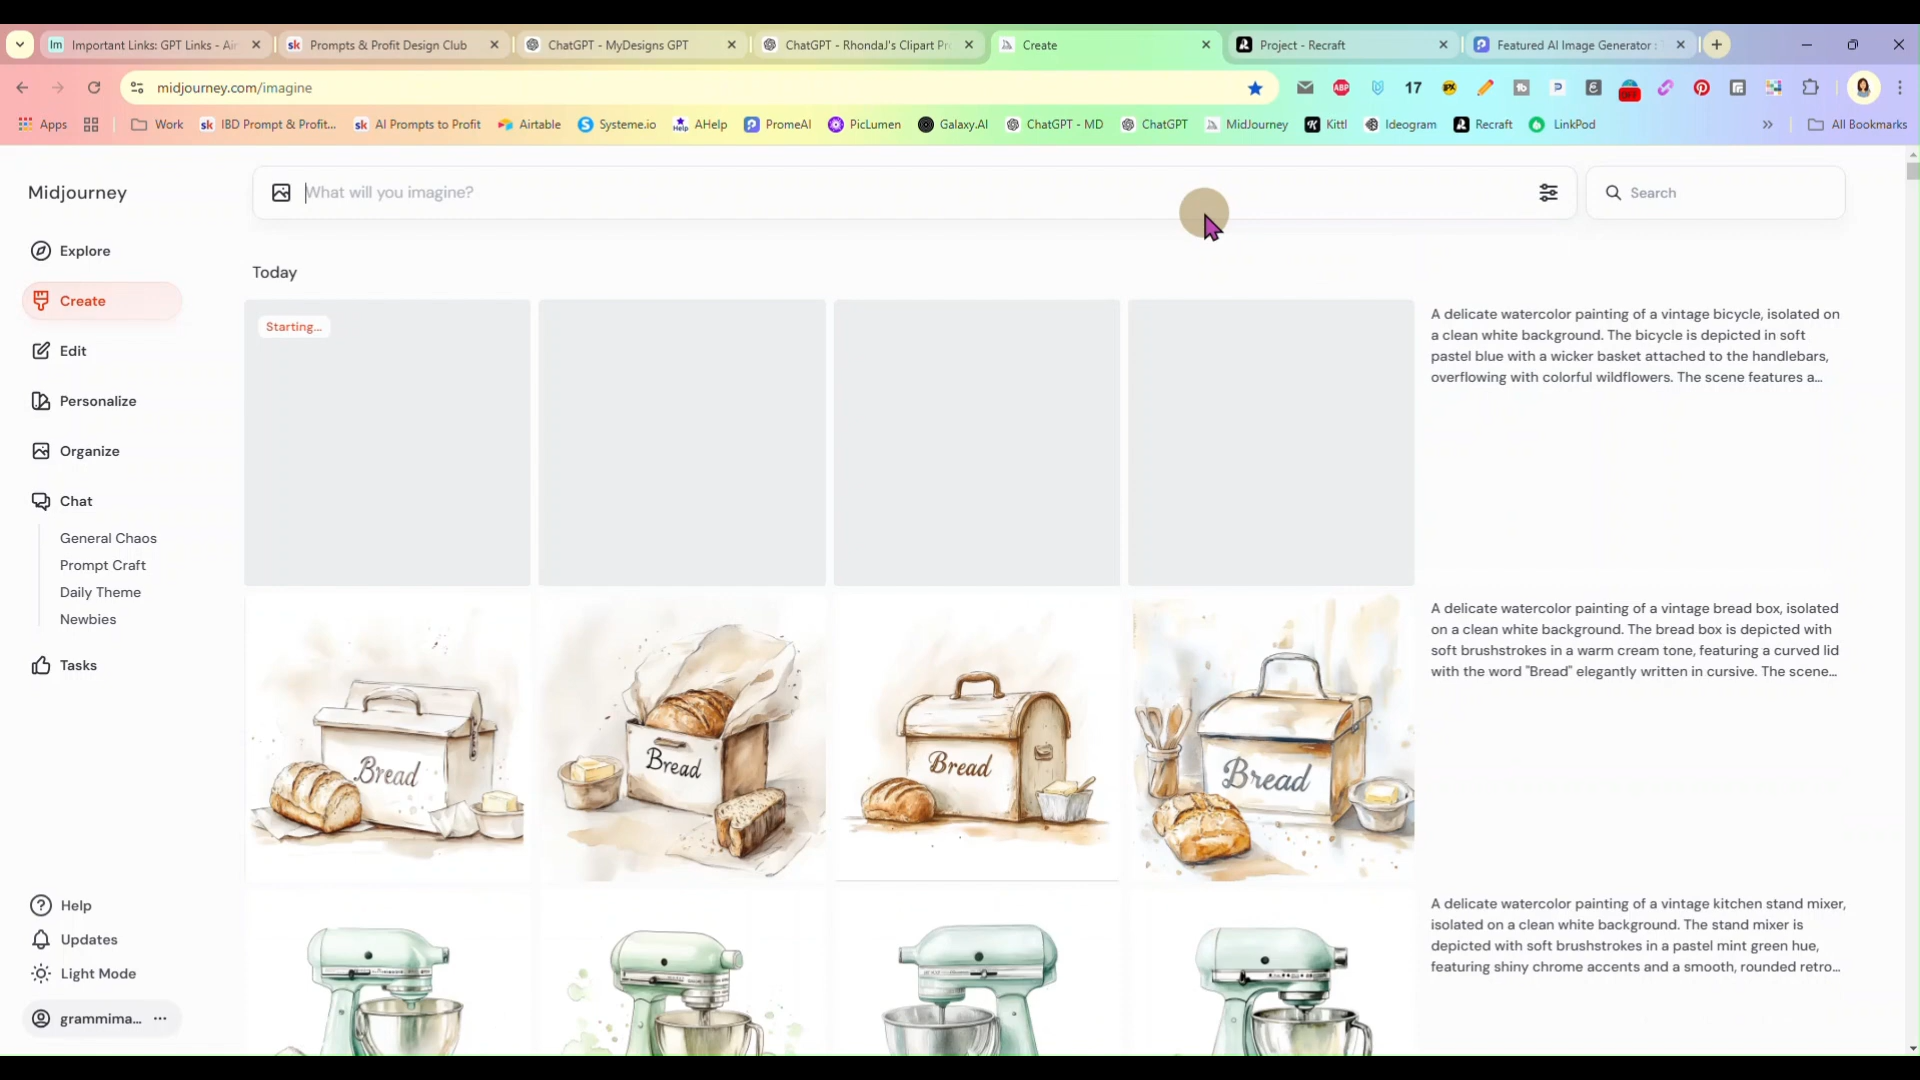 Important Links: GPT Links - Air
Prompts & Profit Design Club
ChatGPT - MyDesigns GPT
ChatGPT - RhondaJ's Clipart Pr
Create
Project - Recraft
Featured AI Image Generator :
midjourney.com/imagine
ABP
17
OFF
Apps
Work
IBD Prompt & Profit...
AI Prompts to Profit
Airtable
Systeme.io
AHelp
PromeAI
PicLumen
Galaxy.AI
ChatGPT - MD
ChatGPT
MidJourney
Kittl
Ideogram
Recraft
LinkPod
All Bookmarks
Midjourney
What will you imagine?
Search
Explore
Create
Edit
Personalize
Organize
Chat
General Chaos
Prompt Craft
Daily Theme
Newbies
Tasks
Help
Updates
Light Mode
grammima...
Today
Starting...
A delicate watercolor painting of a vintage bicycle, isolated on
a clean white background. The bicycle is depicted in soft
pastel blue with a wicker basket attached to the handlebars,
overflowing with colorful wildflowers. The scene features a...
Bread
Bread
Bread
Bread
A delicate watercolor painting of a vintage bread box, isolated
on a clean white background. The bread box is depicted with
soft brushstrokes in a warm cream tone, featuring a curved lid
with the word "Bread" elegantly written in cursive. The scene...
A delicate watercolor painting of a vintage kitchen stand mixer,
isolated on a clean white background. The stand mixer is
depicted with soft brushstrokes in a pastel mint green hue,
featuring shiny chrome accents and a smooth, rounded retro...